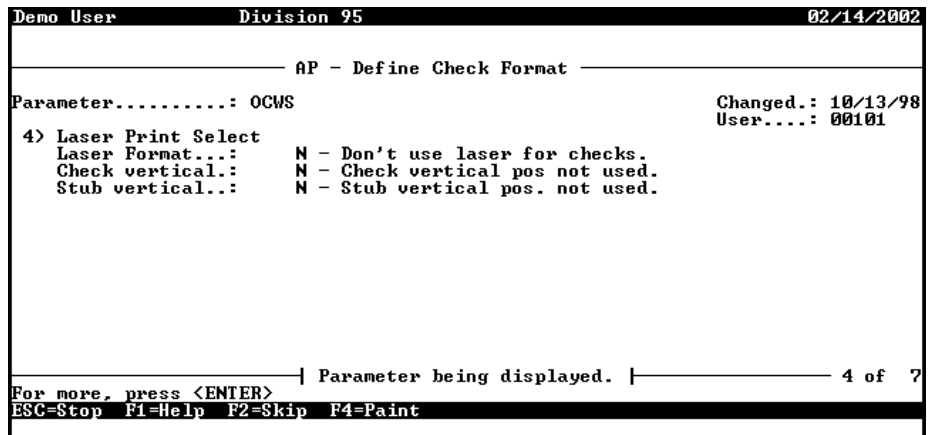 Demo User Division 95 02/14/2002
AP - Define Check Format
Parameter..........: OCWS Changed.: 10/13/98
User....: 00101
4) Laser Print Select
Laser Format...: N - Don't use laser for checks.
Check vertical.: N - Check vertical pos not used.
Stub vertical..: N - Stub vertical pos. not used.
Parameter being displayed. 4 of 7
For more, press <ENTER>
ESC=Stop F1=Help F2=Skip F4=Paint